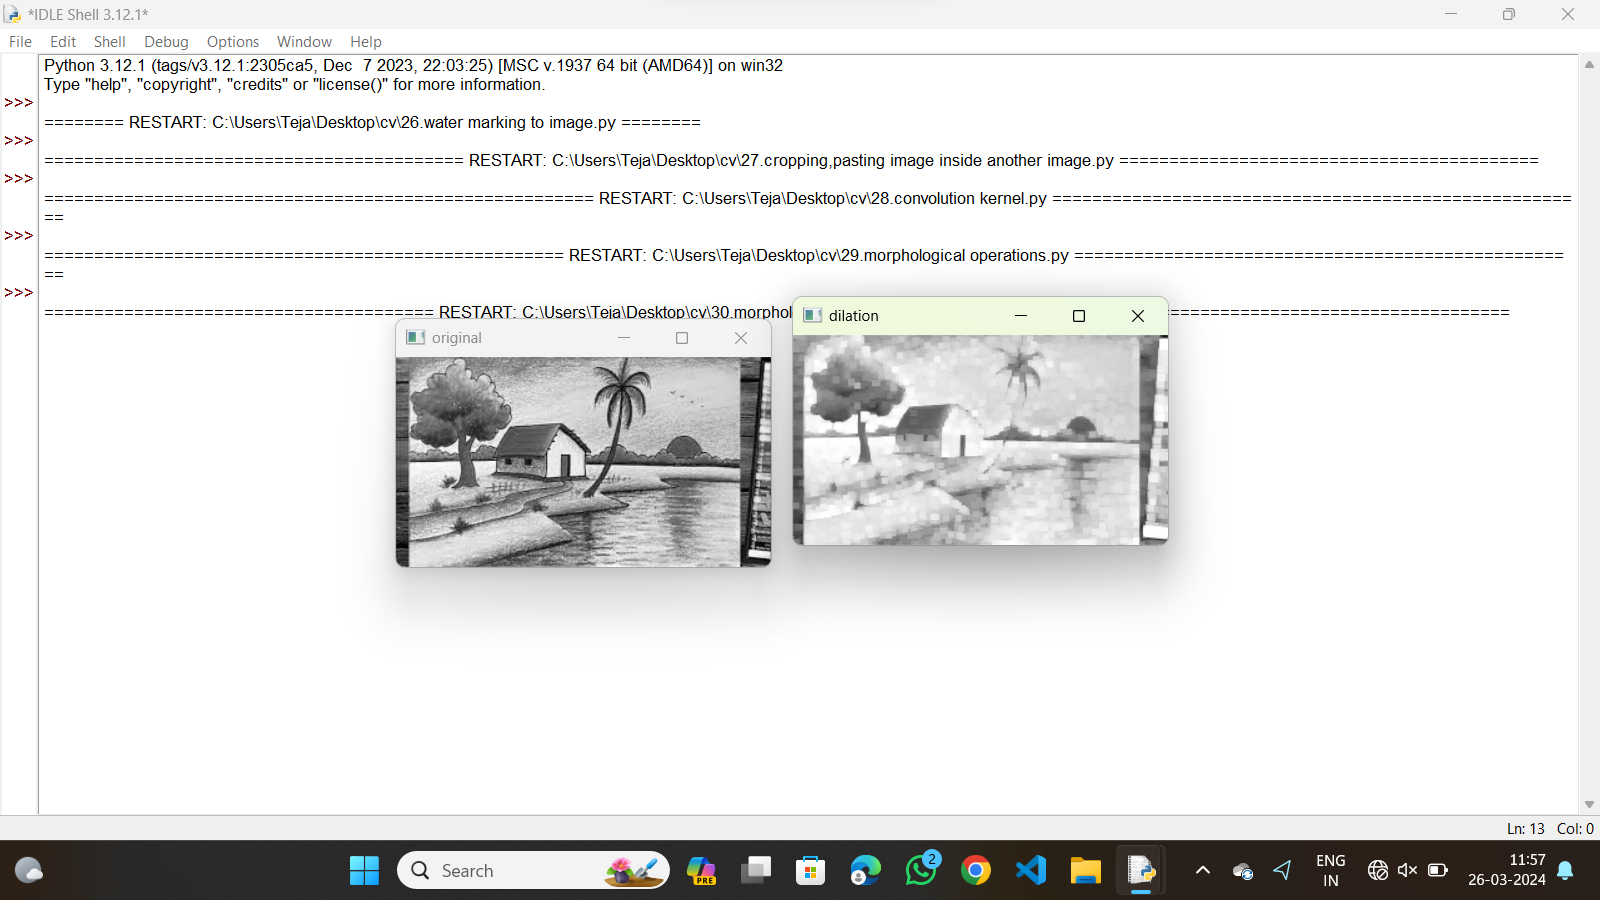 *IDLE Shell 3.12.1*
File Edit Shell Debug Options Window Help
Python 3.12.1 (tags/v3.12.1:2305ca5, Dec  7 2023, 22:03:25) [MSC v.1937 64 bit (AMD64)] on win32
Type "help", "copyright", "credits" or "license()" for more information.
>>>
======== RESTART: C:\Users\Teja\Desktop\cv\26.water marking to image.py ========
>>>
========================================== RESTART: C:\Users\Teja\Desktop\cv\27.cropping,pasting image inside another image.py ==========================================
>>>
======================================================= RESTART: C:\Users\Teja\Desktop\cv\28.convolution kernel.py ====================================================
==
>>>
==================================================== RESTART: C:\Users\Teja\Desktop\cv\29.morphological operations.py =================================================
==
>>>
======================================= RESTART: C:\Users\Teja\Desktop\cv\30.morphol ==================================
original
dilation
Ln: 13 Col: 0
Search
PRE
2
ENG
IN
11:57
26-03-2024